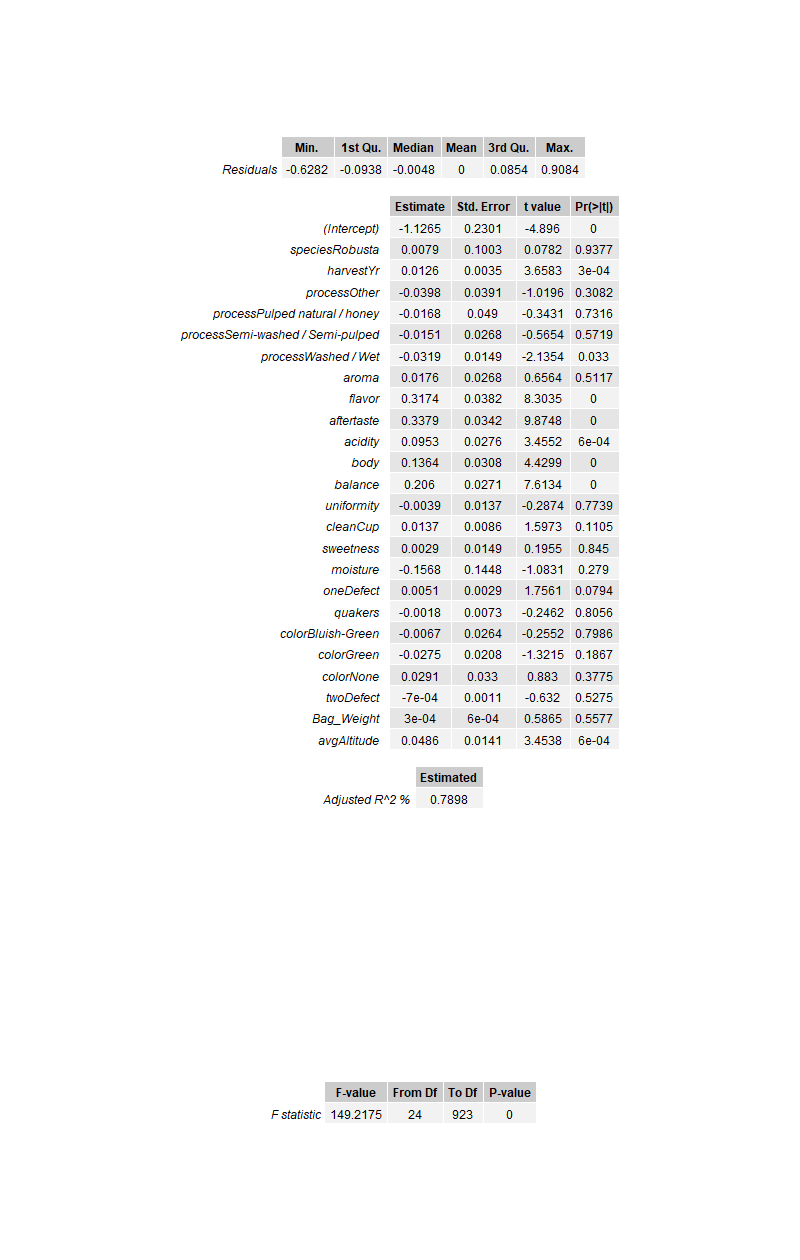 Min. 1st Qu. Median Mean 3rd Qu. Max.
Residuals -0.6282 -0.0938 -0.0048 0 0.0854 0.9084
Estimate Std. Error t value Pr(>|t|)
(Intercept) -1.1265 0.2301 -4.896 0
speciesRobusta 0.0079 0.1003 0.0782 0.9377
harvestYr 0.0126 0.0035 3.6583 3e-04
processOther -0.0398 0.0391 -1.0196 0.3082
processPulped natural / honey -0.0168 0.049 -0.3431 0.7316
processSemi-washed / Semi-pulped -0.0151 0.0268 -0.5654 0.5719
processWashed / Wet -0.0319 0.0149 -2.1354 0.033
aroma 0.0176 0.0268 0.6564 0.5117
flavor 0.3174 0.0382 8.3035 0
aftertaste 0.3379 0.0342 9.8748 0
acidity 0.0953 0.0276 3.4552 6e-04
body 0.1364 0.0308 4.4299 0
balance 0.206 0.0271 7.6134 0
uniformity -0.0039 0.0137 -0.2874 0.7739
cleanCup 0.0137 0.0086 1.5973 0.1105
sweetness 0.0029 0.0149 0.1955 0.845
moisture -0.1568 0.1448 -1.0831 0.279
oneDefect 0.0051 0.0029 1.7561 0.0794
quakers -0.0018 0.0073 -0.2462 0.8056
colorBluish-Green -0.0067 0.0264 -0.2552 0.7986
colorGreen -0.0275 0.0208 -1.3215 0.1867
colorNone 0.0291 0.033 0.883 0.3775
twoDefect -7e-04 0.0011 -0.632 0.5275
Bag_Weight 3e-04 6e-04 0.5865 0.5577
avgAltitude 0.0486 0.0141 3.4538 6e-04
Estimated
Adjusted R^2 % 0.7898
F-value From Df To Df P-value
F statistic 149.2175 24 923 0